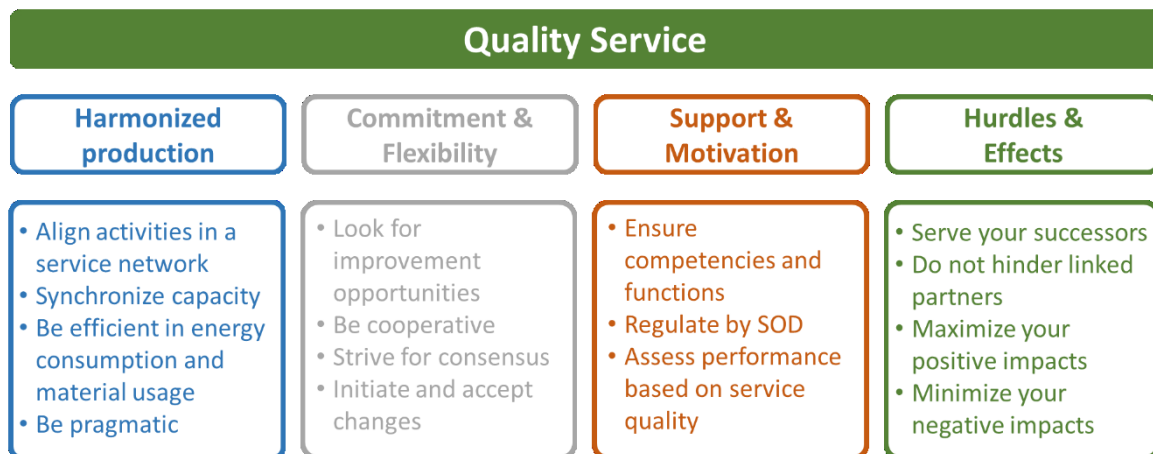 Quality Service
Harmonized
production
Commitment &
Flexibility
Support &
Motivation
Hurdles &
Effects
• Align activities in a
service network
• Synchronize capacity
• Be efficient in energy
consumption and
material usage
• Be pragmatic
• Look for
improvement
opportunities
• Be cooperative
• Strive for consensus
• Initiate and accept
changes
• Ensure
competencies and
functions
• Regulate by SOD
• Assess performance
based on service
quality
• Serve your successors
• Do not hinder linked
partners
• Maximize your
positive impacts
• Minimize your
negative impacts